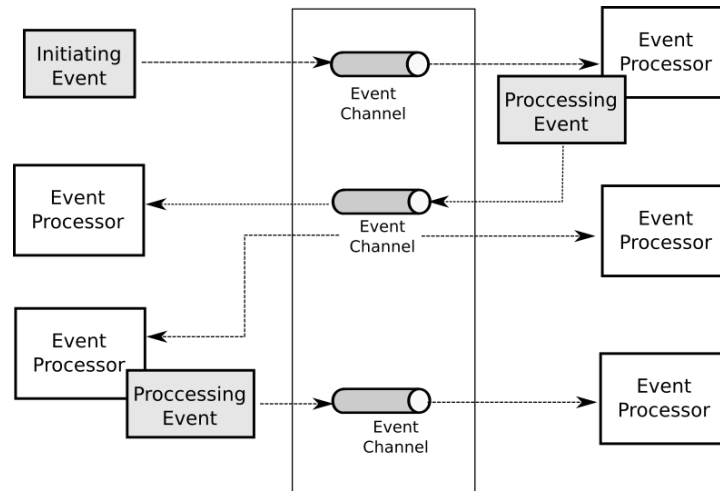 Initiating
Event
Event
Channel
Event
Processor
Proccessing
Event
Event
Processor
Event
Channel
Event
Processor
Event
Processor
Proccessing
Event
Event
Channel
Event
Processor